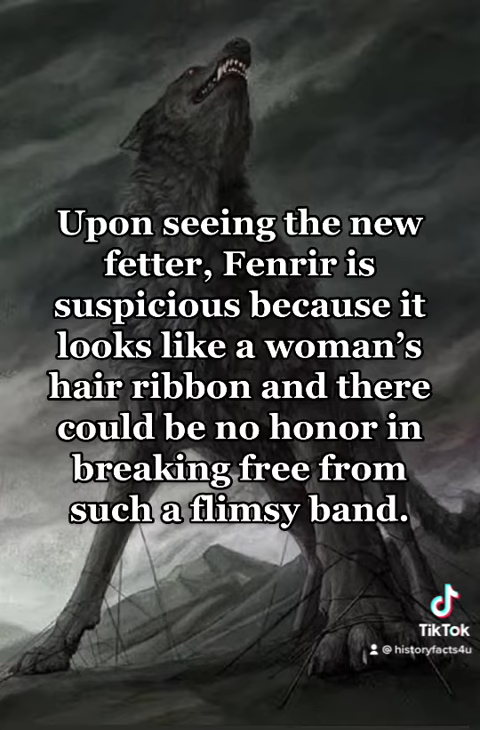 Upon seeing the new
fetter, Fenrir is
suspicious because it
looks like a woman’s
hair ribbon and there
could be no honor in
breaking free from
such a flimsy band.
TikTok
@ historyfacts4u